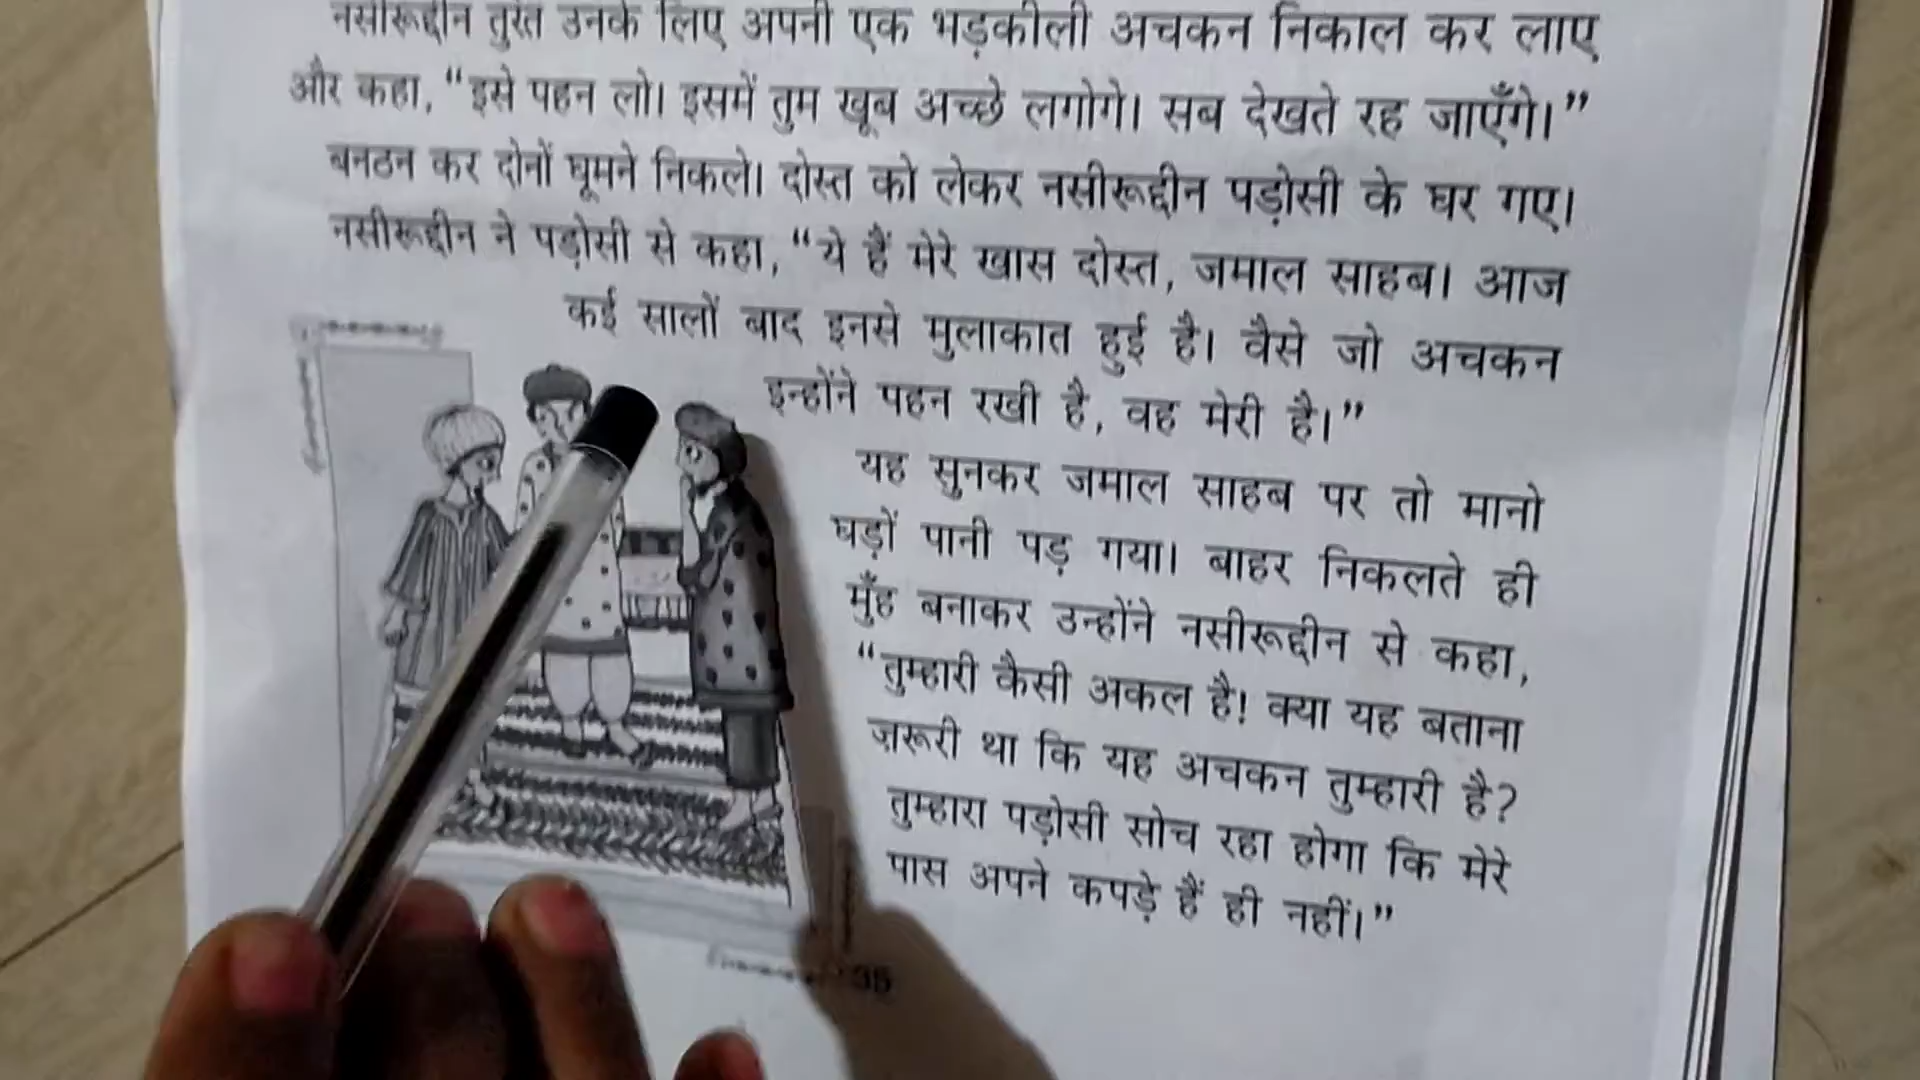 नसीरूद्दीन तुरंत उनके लिए अपनी एक भड़कीली अचकन निकाल कर लाए
और कहा, “इसे पहन लो। इसमें तुम खूब अच्छे लगोगे। सब देखते रह जाएँगे।”
बनठन कर दोनों घूमने निकले। दोस्त को लेकर नसीरूद्दीन पड़ोसी के घर गए।
नसीरूद्दीन ने पड़ोसी से कहा, “ये हैं मेरे खास दोस्त, जमाल साहब। आज
कई सालों बाद इनसे मुलाकात हुई है। वैसे जो अचकन
इन्होंने पहन रखी है, वह मेरी है।”
यह सुनकर जमाल साहब पर तो मानो
घड़ों पानी पड़ गया। बाहर निकलते ही
मुँह बनाकर उन्होंने नसीरूद्दीन से कहा,
“तुम्हारी कैसी अकल है! क्या यह बताना
ज़रूरी था कि यह अचकन तुम्हारी है?
तुम्हारा पड़ोसी सोच रहा होगा कि मेरे
पास अपने कपड़े हैं ही नहीं।”
35